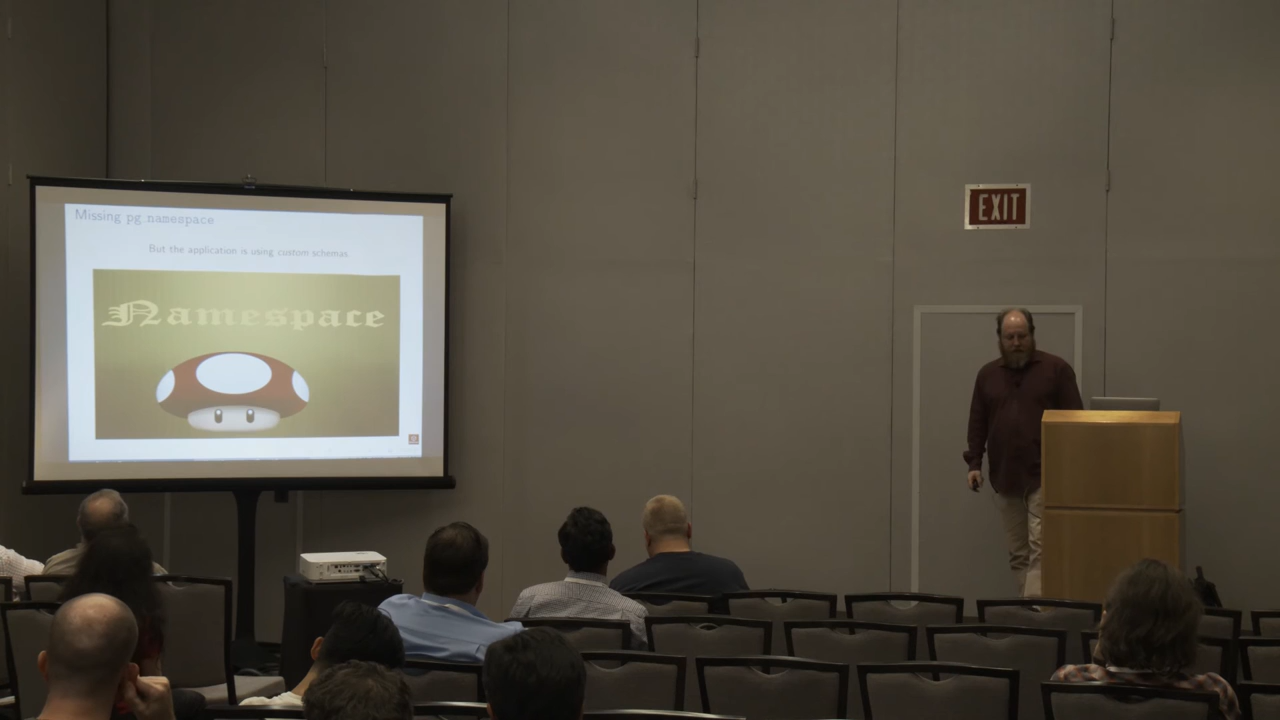 Missing pg_namespace
But the application is using custom schemas.
Namespace
EXIT